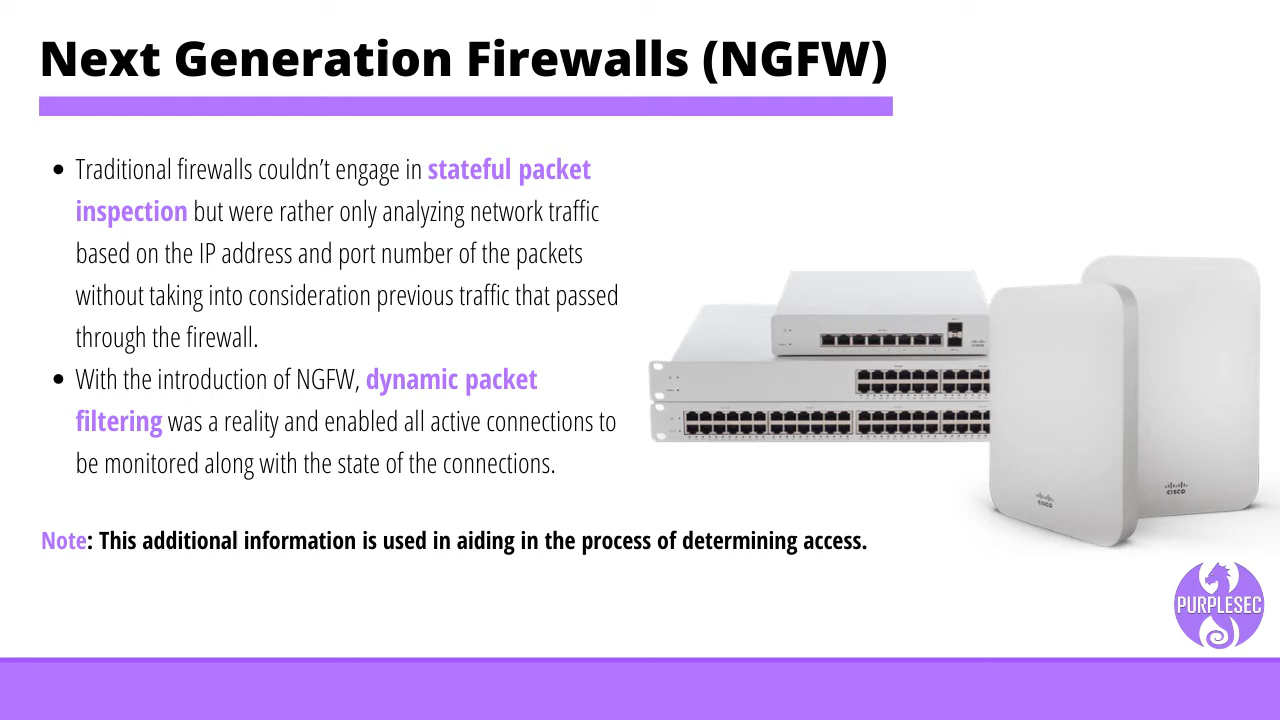 Next Generation Firewalls (NGFW)
Traditional firewalls couldn’t engage in stateful packet
inspection but were rather only analyzing network traffic
based on the IP address and port number of the packets
without taking into consideration previous traffic that passed
through the firewall.
With the introduction of NGFW, dynamic packet
filtering was a reality and enabled all active connections to
be monitored along with the state of the connections.
Note: This additional information is used in aiding in the process of determining access.
CISCO
CISCO
PURPLESEC